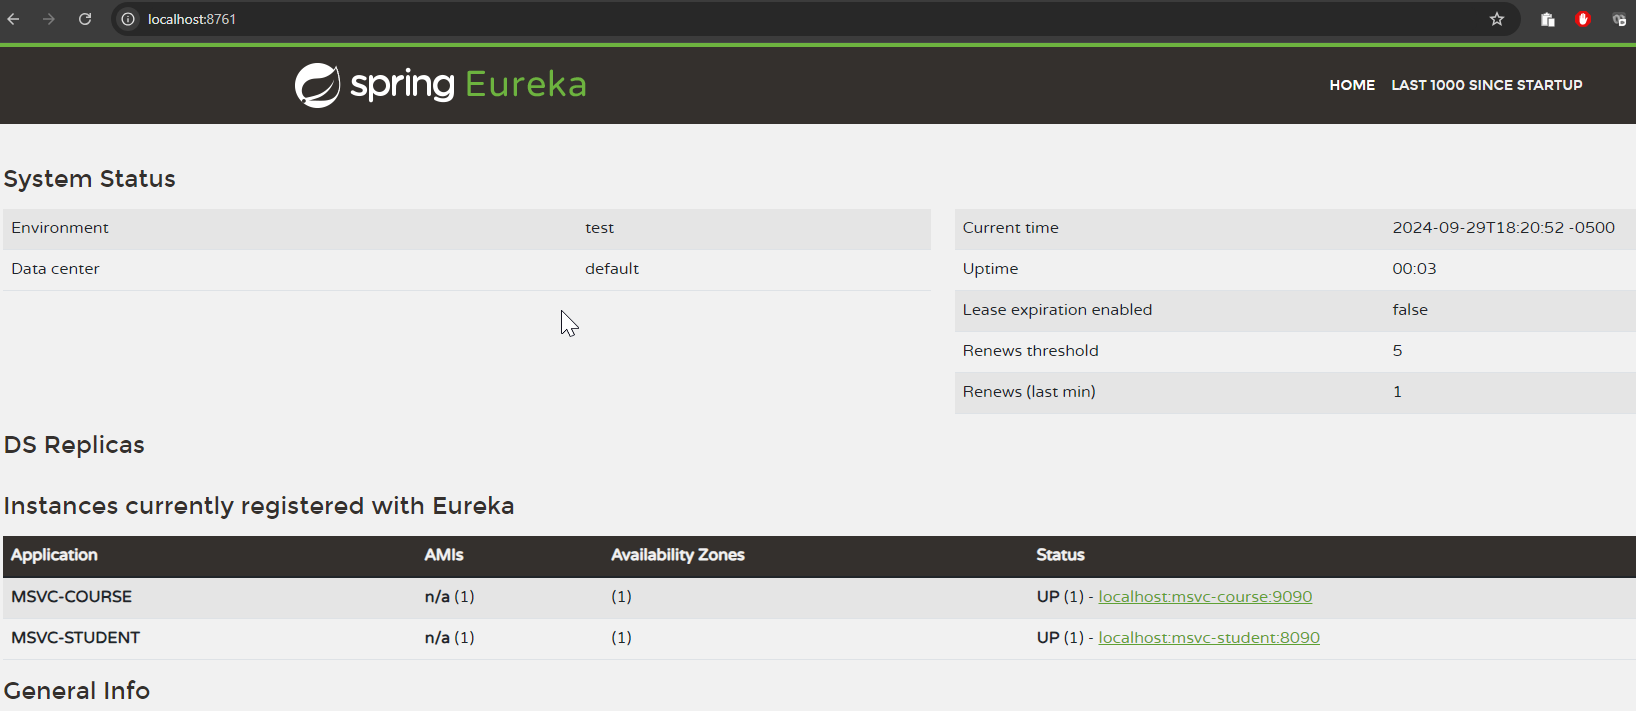 localhost:8761
spring Eureka
HOME LAST 1000 SINCE STARTUP
System Status
Environment test
Data center default
Current time 2024-09-29T18:20:52 -0500
Uptime 00:03
Lease expiration enabled false
Renews threshold 5
Renews (last min) 1
DS Replicas
Instances currently registered with Eureka
Application AMIs Availability Zones Status
MSVC-COURSE n/a (1) (1) UP (1) - localhost:msvc-course:9090
MSVC-STUDENT n/a (1) (1) UP (1) - localhost:msvc-student:8090
General Info